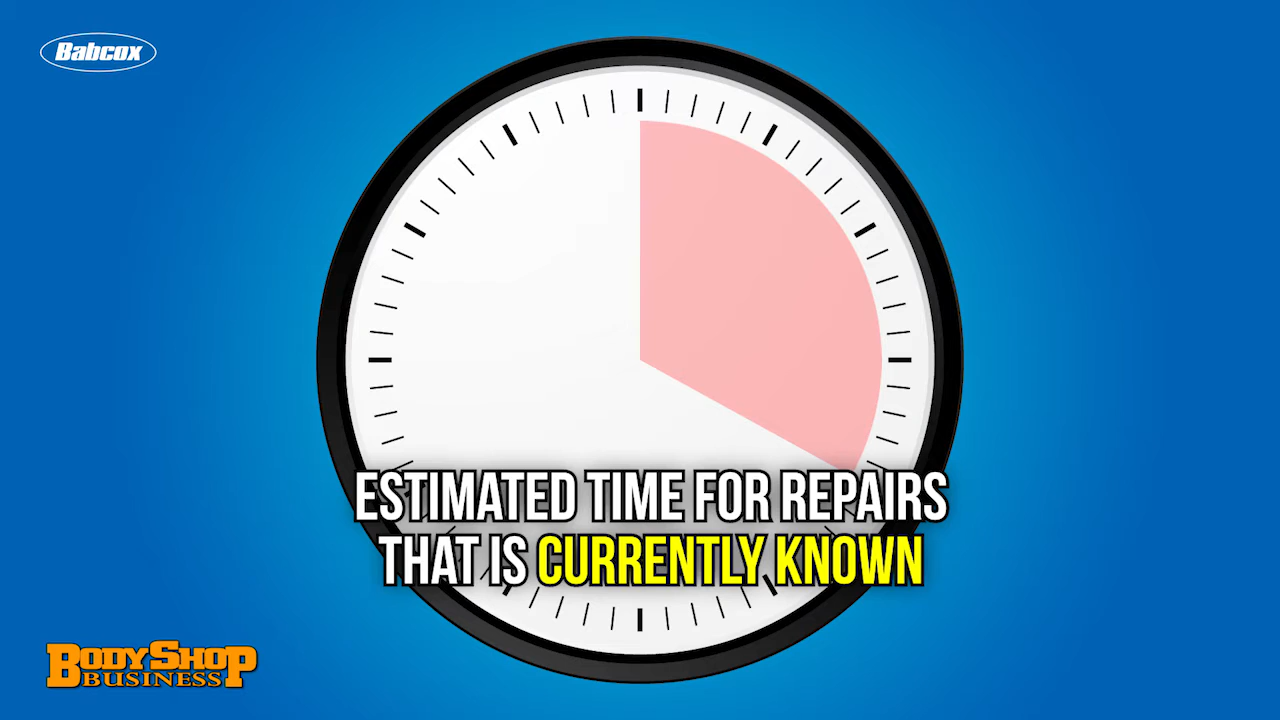 Babcox
ESTIMATED TIME FOR REPAIRS
THAT IS CURRENTLY KNOWN
BODY SHOP
BUSINESS